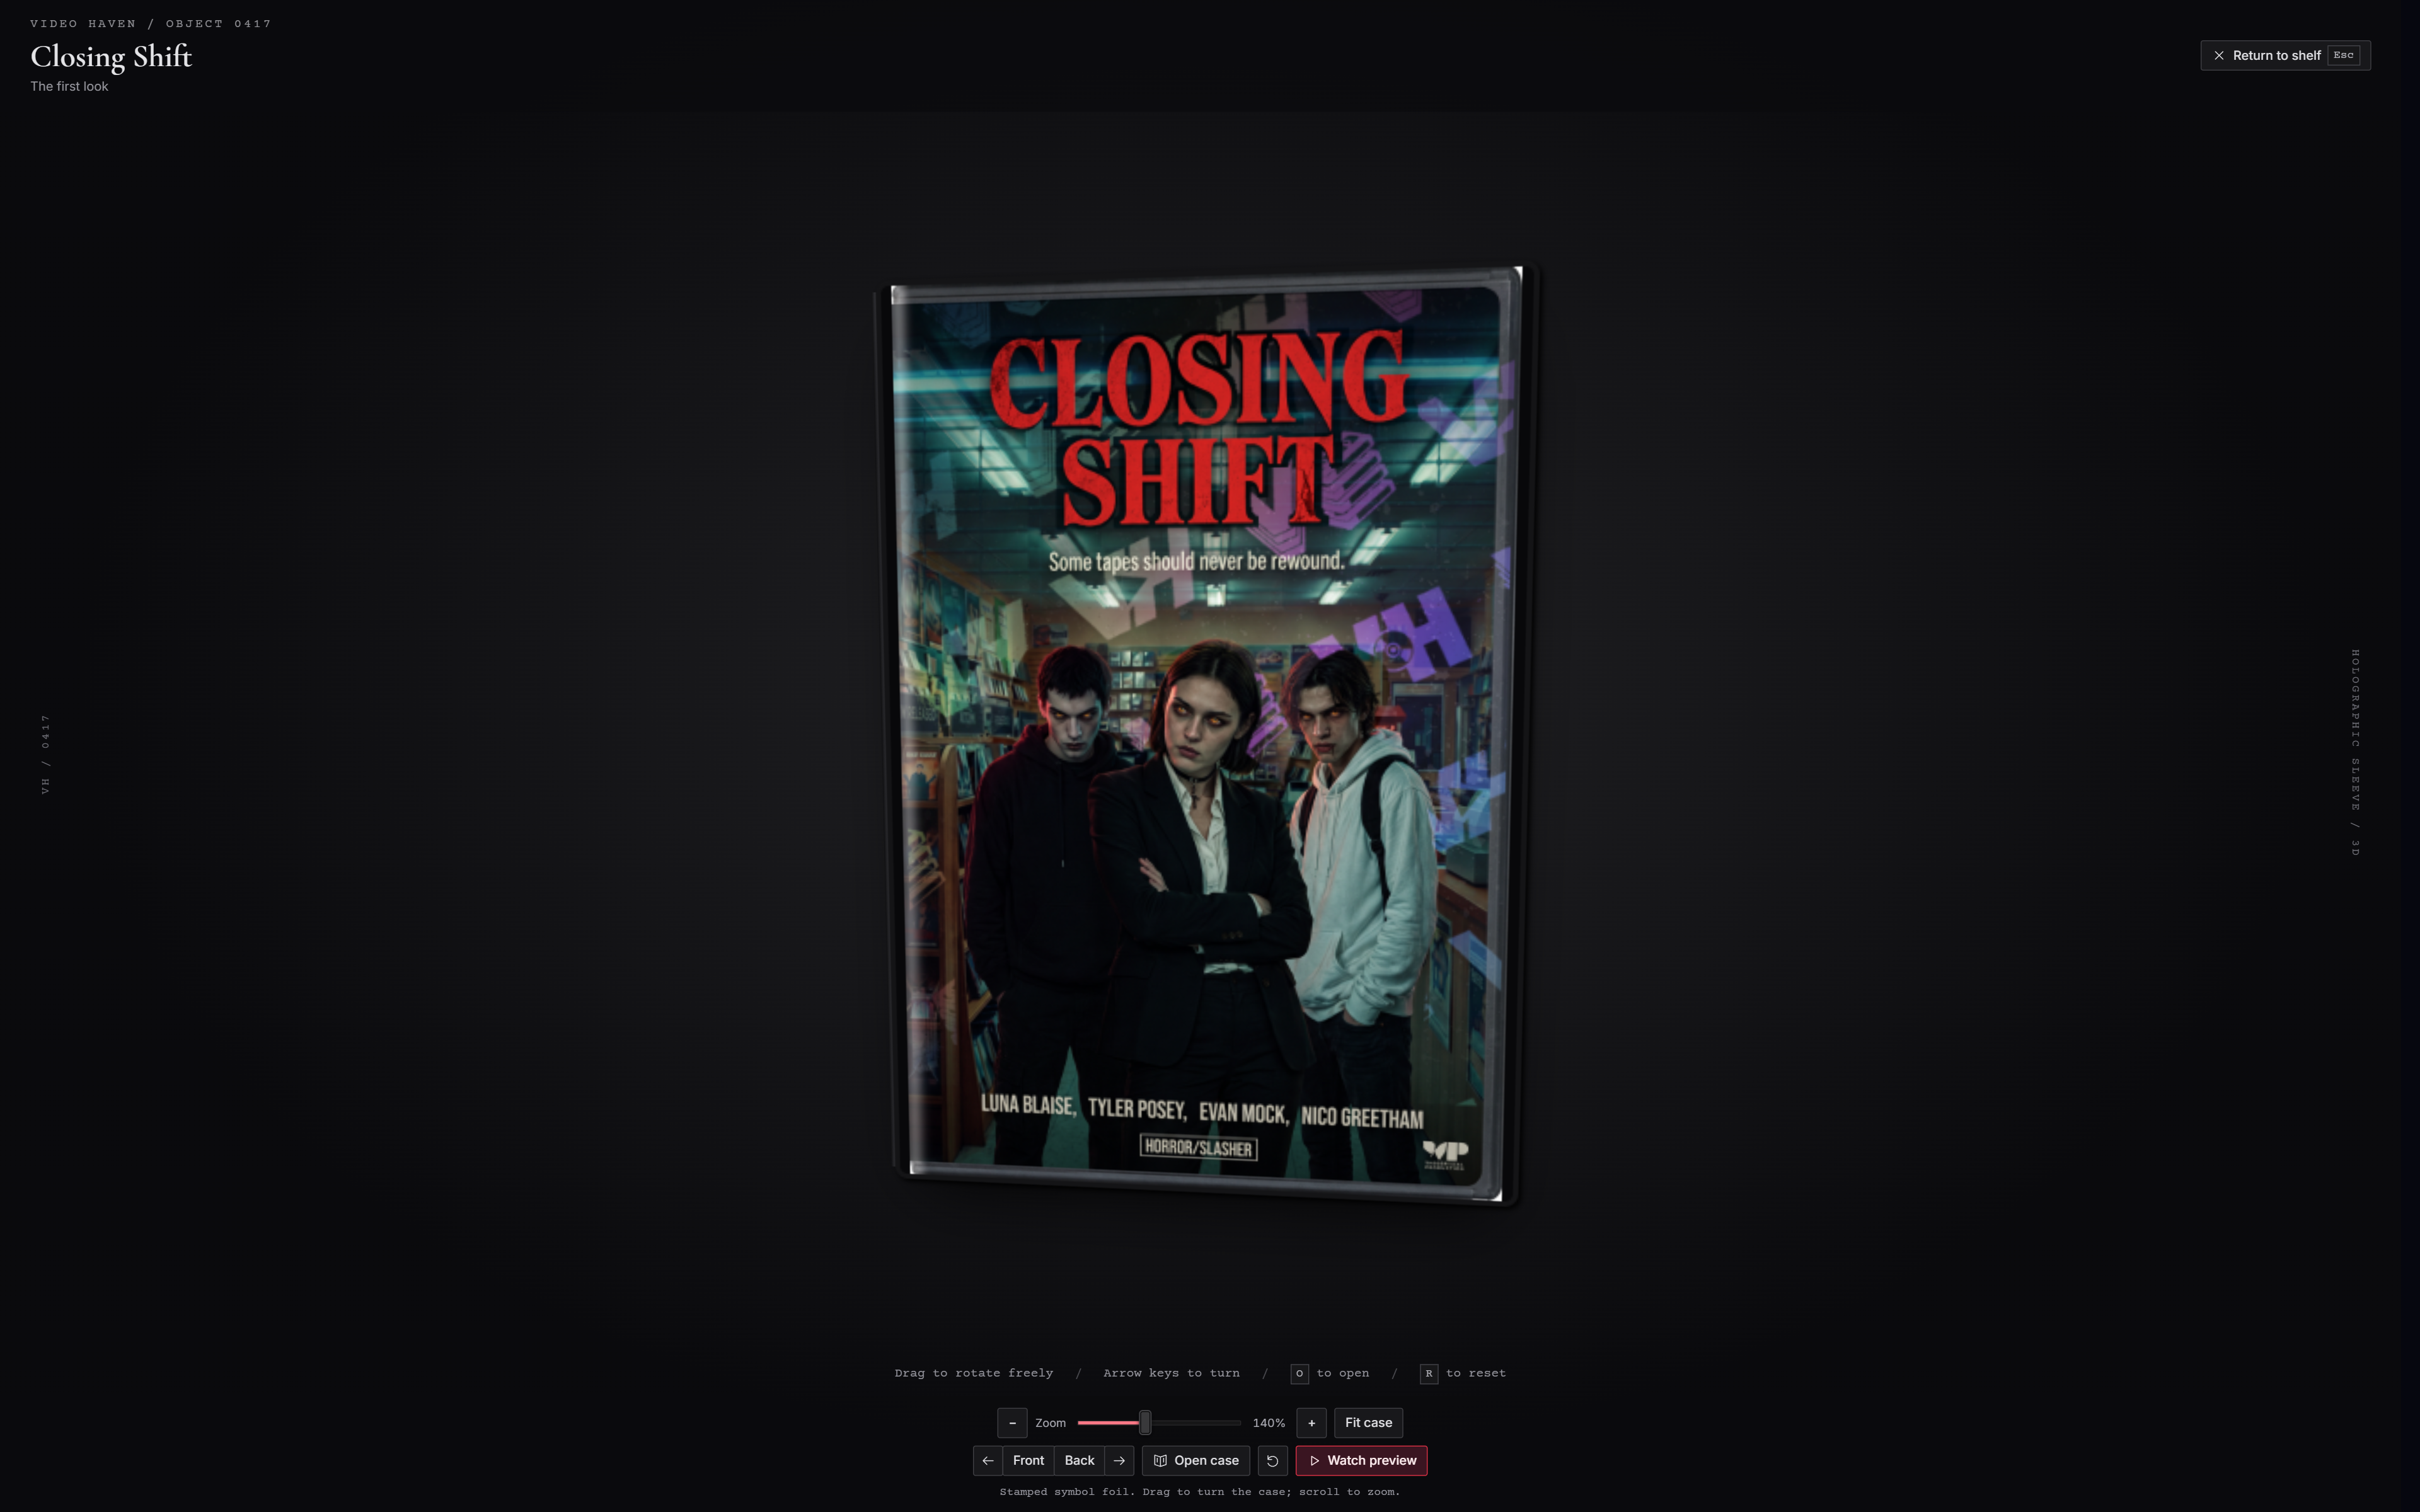 VIDEO HAVEN / OBJECT 0417
Closing Shift
The first look
Return to shelf Esc
CLOSING
SHIFT
Some tapes should never be rewound.
VH / 0417
HOLOGRAPHIC SLEEVE / 3D
LUNA BLAISE, TYLER POSEY, EVAN MOCK, NICO GREETHAM
HORROR/SLASHER
Drag to rotate freely / Arrow keys to turn / O to open / R to reset
− Zoom 140% + Fit case
Front Back Open case Watch preview
Stamped symbol foil. Drag to turn the case; scroll to zoom.